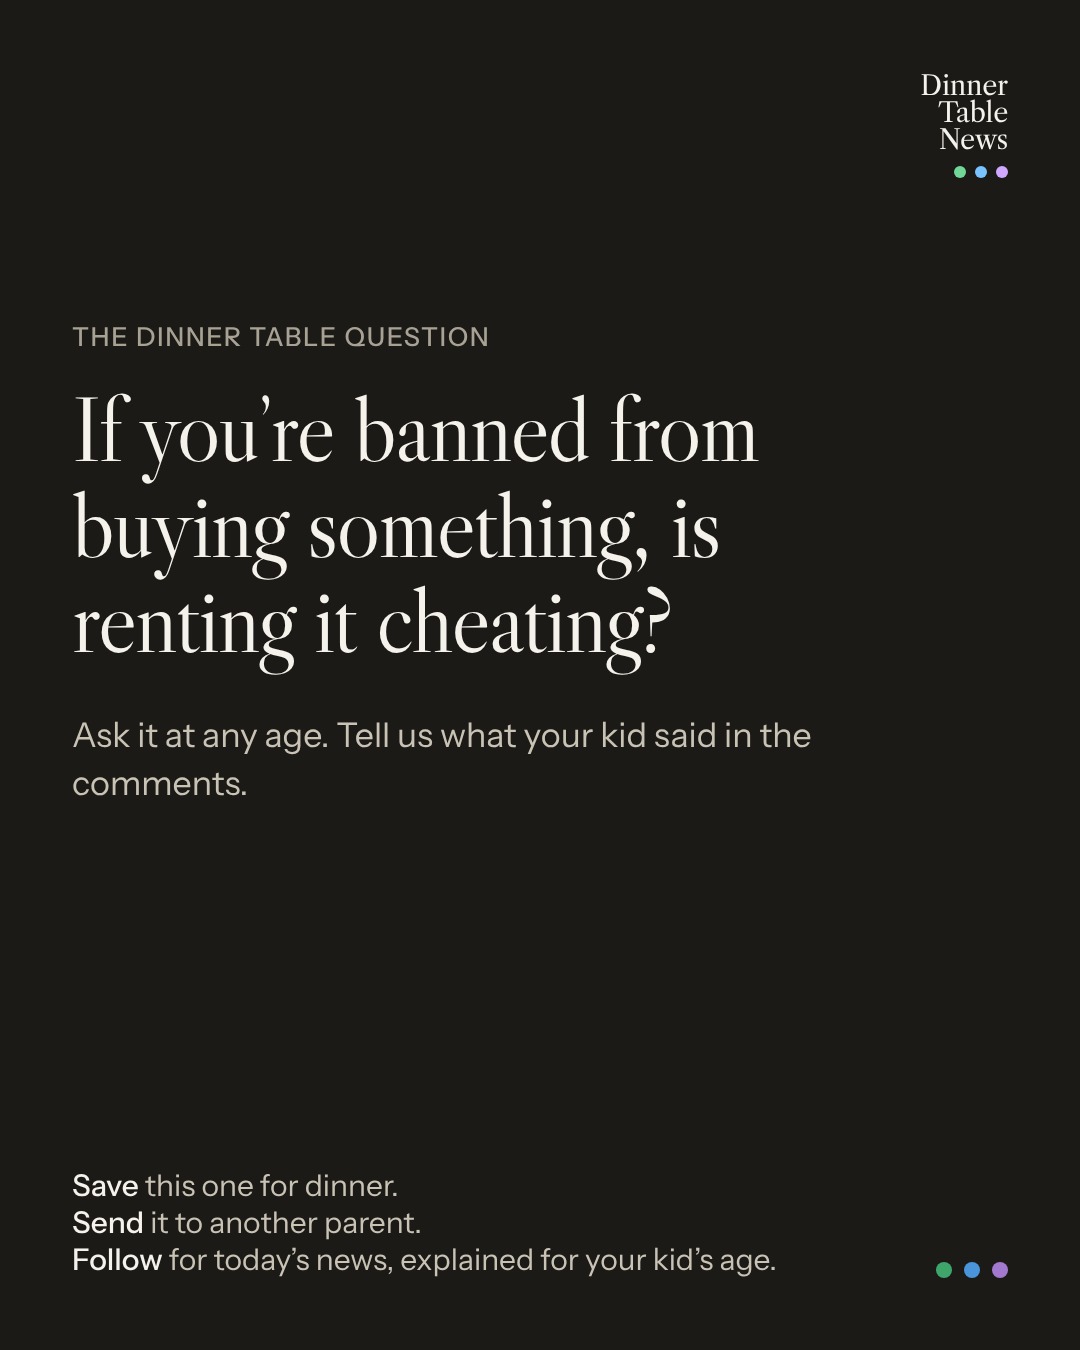 Dinner
Table
News
THE DINNER TABLE QUESTION
If you’re banned from
buying something, is
renting it cheating?
Ask it at any age. Tell us what your kid said in the
comments.
Save this one for dinner.
Send it to another parent.
Follow for today’s news, explained for your kid’s age.